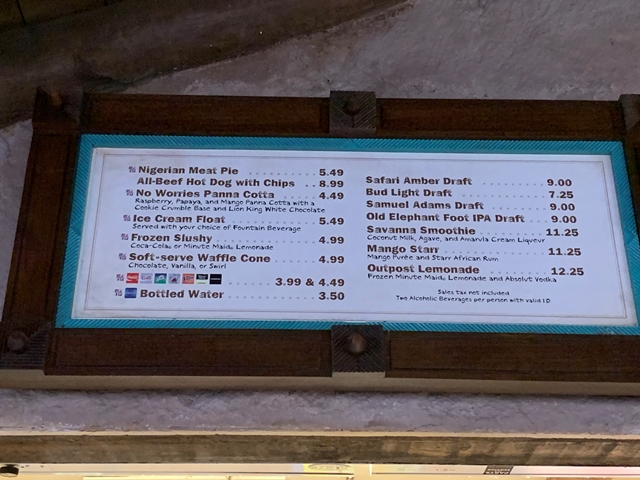 Nigerian Meat Pie ........ 5.49
All-Beef Hot Dog with Chips .. 8.99
No Worries Panna Cotta ....... 4.49
Raspberry, Papaya, and Mango Panna Cotta with a
Cookie Crumble Base and Lion King White Chocolate
Ice Cream Float ............ 5.49
Served with your choice of Fountain Beverage
Frozen Slushy ............ 4.99
Coca-Cola or Minute Maid Lemonade
Soft-serve Waffle Cone ....... 4.99
Chocolate, Vanilla, or Swirl
3.99 & 4.49
Bottled Water ............ 3.50
Safari Amber Draft .......... 9.00
Bud Light Draft ............ 7.25
Samuel Adams Draft ......... 9.00
Old Elephant Foot IPA Draft ... 9.00
Savanna Smoothie ......... 11.25
Coconut Milk, Agave, and Amarula Cream Liqueur
Mango Starr .............. 11.25
Mango Purée and Starr African Rum
Outpost Lemonade ......... 12.25
Frozen Minute Maid Lemonade and Absolut Vodka
Sales tax not included
Two Alcoholic Beverages per person with valid ID